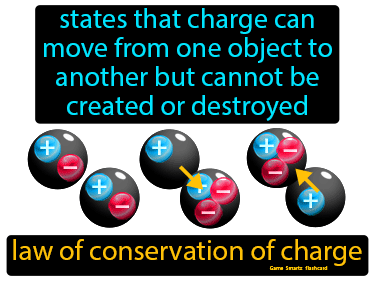 states that charge can
move from one object to
another but cannot be
created or destroyed
+ − + − + + − − + − − +
law of conservation of charge
Game Smartz flashcard